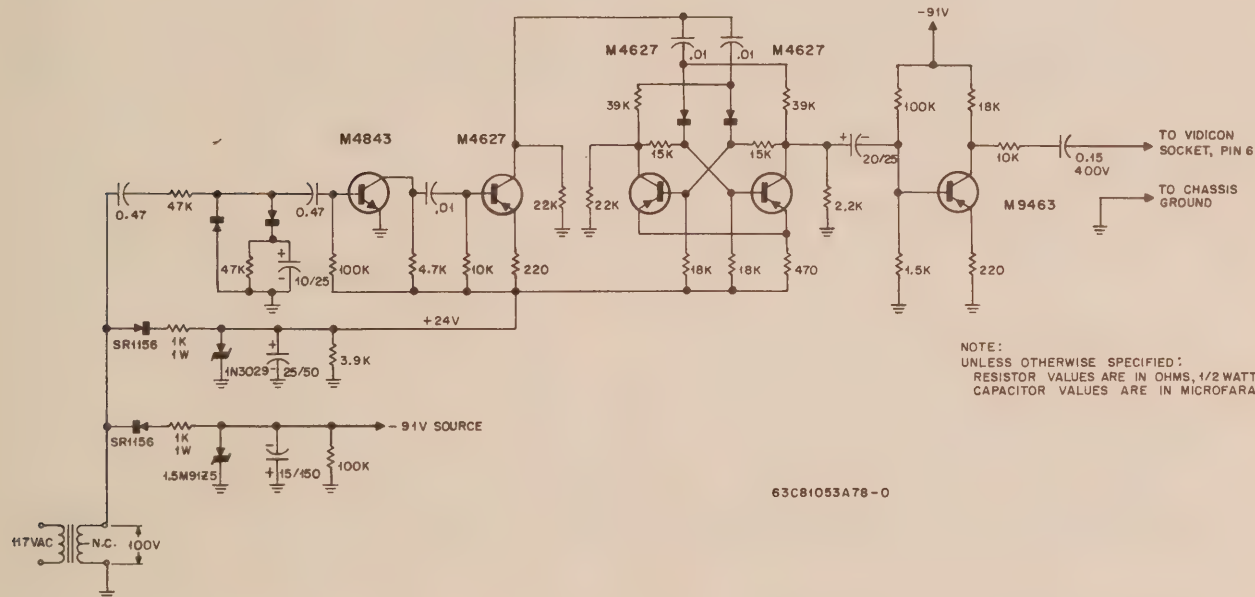 -91V
M4627
.01
.01
M4627
39K
39K
100K
18K
M4843
M4627
15K
15K
+
-
20/25
10K
0.15
400V
TO VIDICON
SOCKET, PIN 6
0.47
47K
0.47
.01
22K
22K
2.2K
M9463
TO CHASSIS
GROUND
47K
+
-
10/25
100K
4.7K
10K
220
18K
18K
470
1.5K
220
+24V
SR1156
1K
1W
1N3029
+
-
25/50
3.9K
NOTE:
UNLESS OTHERWISE SPECIFIED:
RESISTOR VALUES ARE IN OHMS, 1/2 WATT
CAPACITOR VALUES ARE IN MICROFARA
SR1156
1K
1W
-91V SOURCE
1.5M91Z5
-
+
15/150
100K
63C81053A78-0
117VAC
N.C.
100V